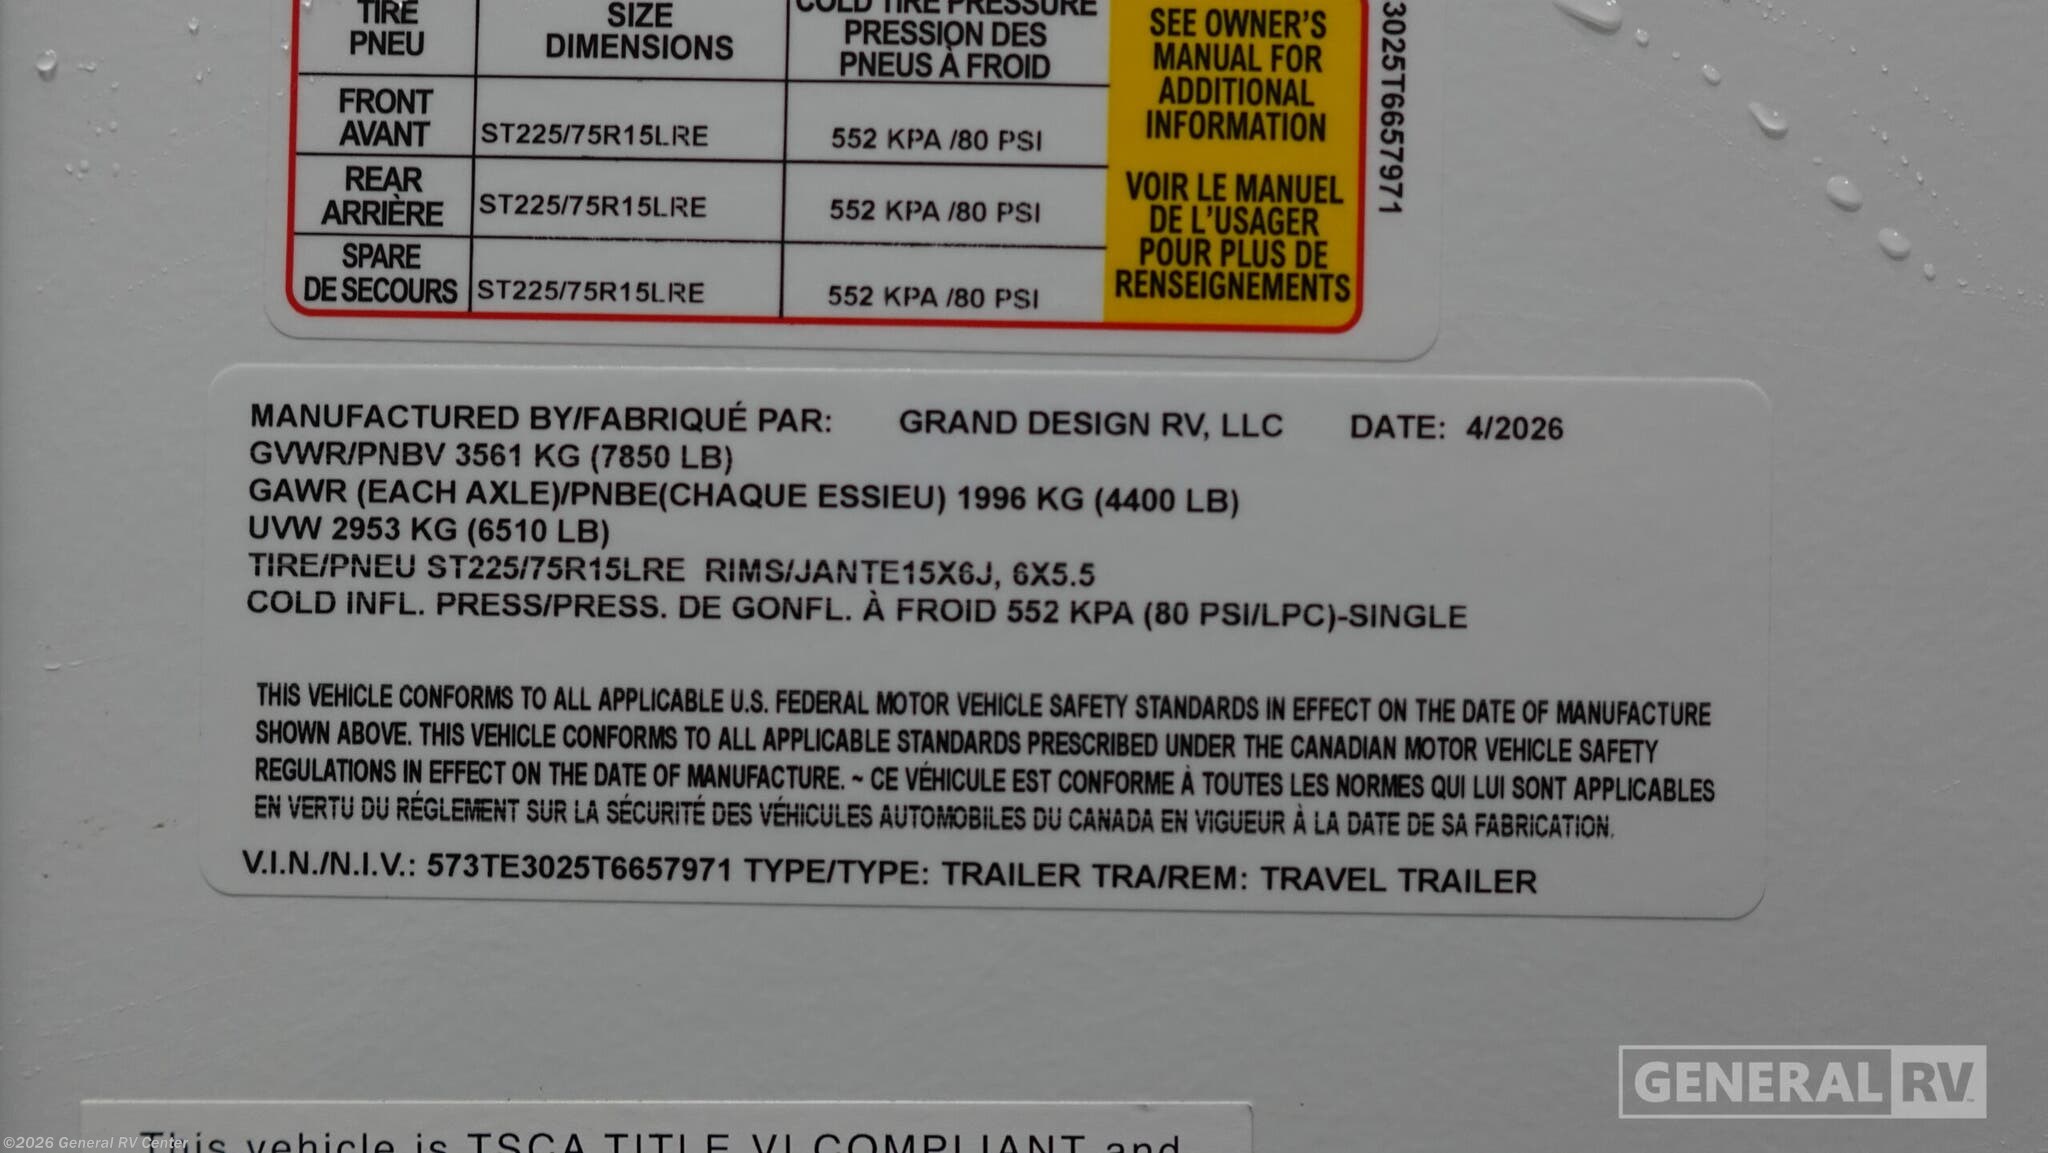 TIRE SIZE COLD TIRE PRESSURE
PNEU DIMENSIONS PRESSION DES
PNEUS À FROID
FRONT
AVANT ST225/75R15LRE 552 KPA /80 PSI
REAR
ARRIÈRE ST225/75R15LRE 552 KPA /80 PSI
SPARE
DE SECOURS ST225/75R15LRE 552 KPA /80 PSI
SEE OWNER'S
MANUAL FOR
ADDITIONAL
INFORMATION
VOIR LE MANUEL
DE L'USAGER
POUR PLUS DE
RENSEIGNEMENTS
3025T6657971
MANUFACTURED BY/FABRIQUÉ PAR: GRAND DESIGN RV, LLC DATE: 4/2026
GVWR/PNBV 3561 KG (7850 LB)
GAWR (EACH AXLE)/PNBE(CHAQUE ESSIEU) 1996 KG (4400 LB)
UVW 2953 KG (6510 LB)
TIRE/PNEU ST225/75R15LRE RIMS/JANTE15X6J, 6X5.5
COLD INFL. PRESS/PRESS. DE GONFL. À FROID 552 KPA (80 PSI/LPC)-SINGLE
THIS VEHICLE CONFORMS TO ALL APPLICABLE U.S. FEDERAL MOTOR VEHICLE SAFETY STANDARDS IN EFFECT ON THE DATE OF MANUFACTURE
SHOWN ABOVE. THIS VEHICLE CONFORMS TO ALL APPLICABLE STANDARDS PRESCRIBED UNDER THE CANADIAN MOTOR VEHICLE SAFETY
REGULATIONS IN EFFECT ON THE DATE OF MANUFACTURE. ~ CE VÉHICULE EST CONFORME À TOUTES LES NORMES QUI LUI SONT APPLICABLES
EN VERTU DU RÉGLEMENT SUR LA SÉCURITÉ DES VÉHICULES AUTOMOBILES DU CANADA EN VIGUEUR À LA DATE DE SA FABRICATION.
V.I.N./N.I.V.: 573TE3025T6657971 TYPE/TYPE: TRAILER TRA/REM: TRAVEL TRAILER
GENERAL RV
This vehicle is TSCA TITLE VI COMPLIANT and
©2026 General RV Center